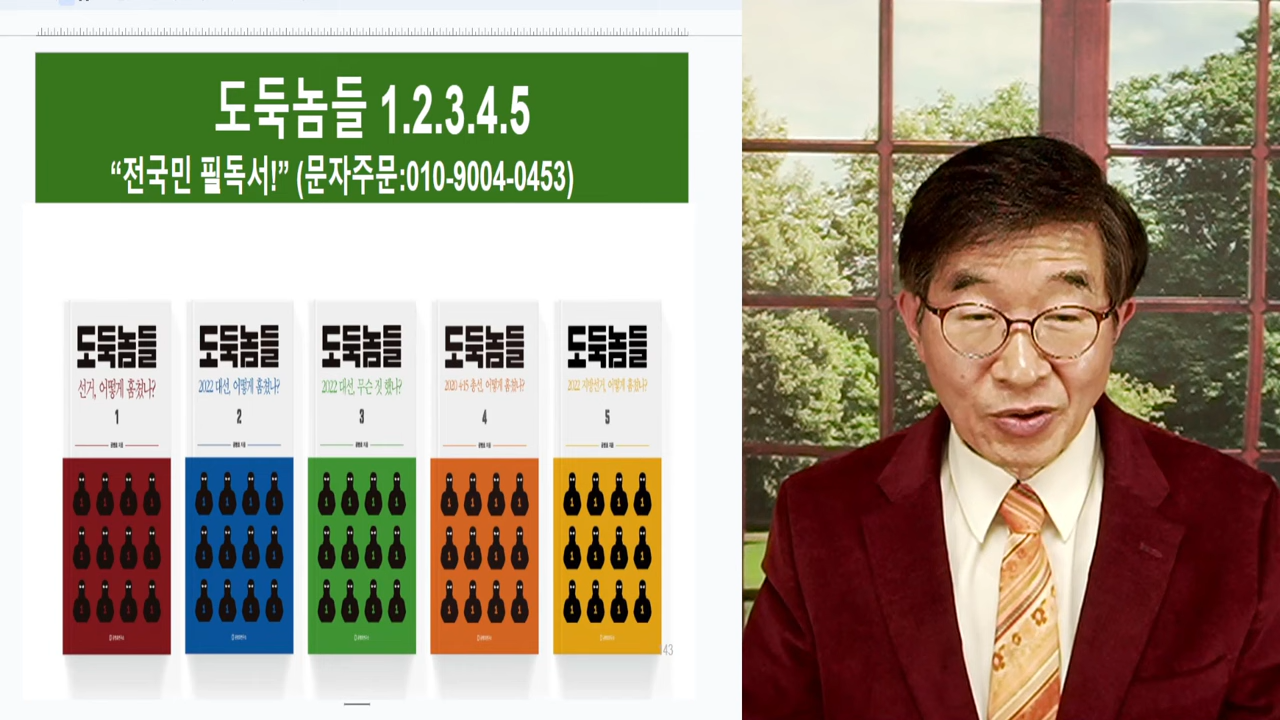 도둑놈들 1.2.3.4.5
“전국민 필독서!” (문자주문:010-9004-0453)
도둑놈들
선거, 어떻게 훔쳤나?
1
도둑놈들
2022 대선, 어떻게 훔쳤나?
2
도둑놈들
2022 대선, 무슨 짓 했나?
3
도둑놈들
2020 4·15 총선, 어떻게 훔쳤나?
4
도둑놈들
2022 지방선거, 어떻게 훔쳤나?
5
43